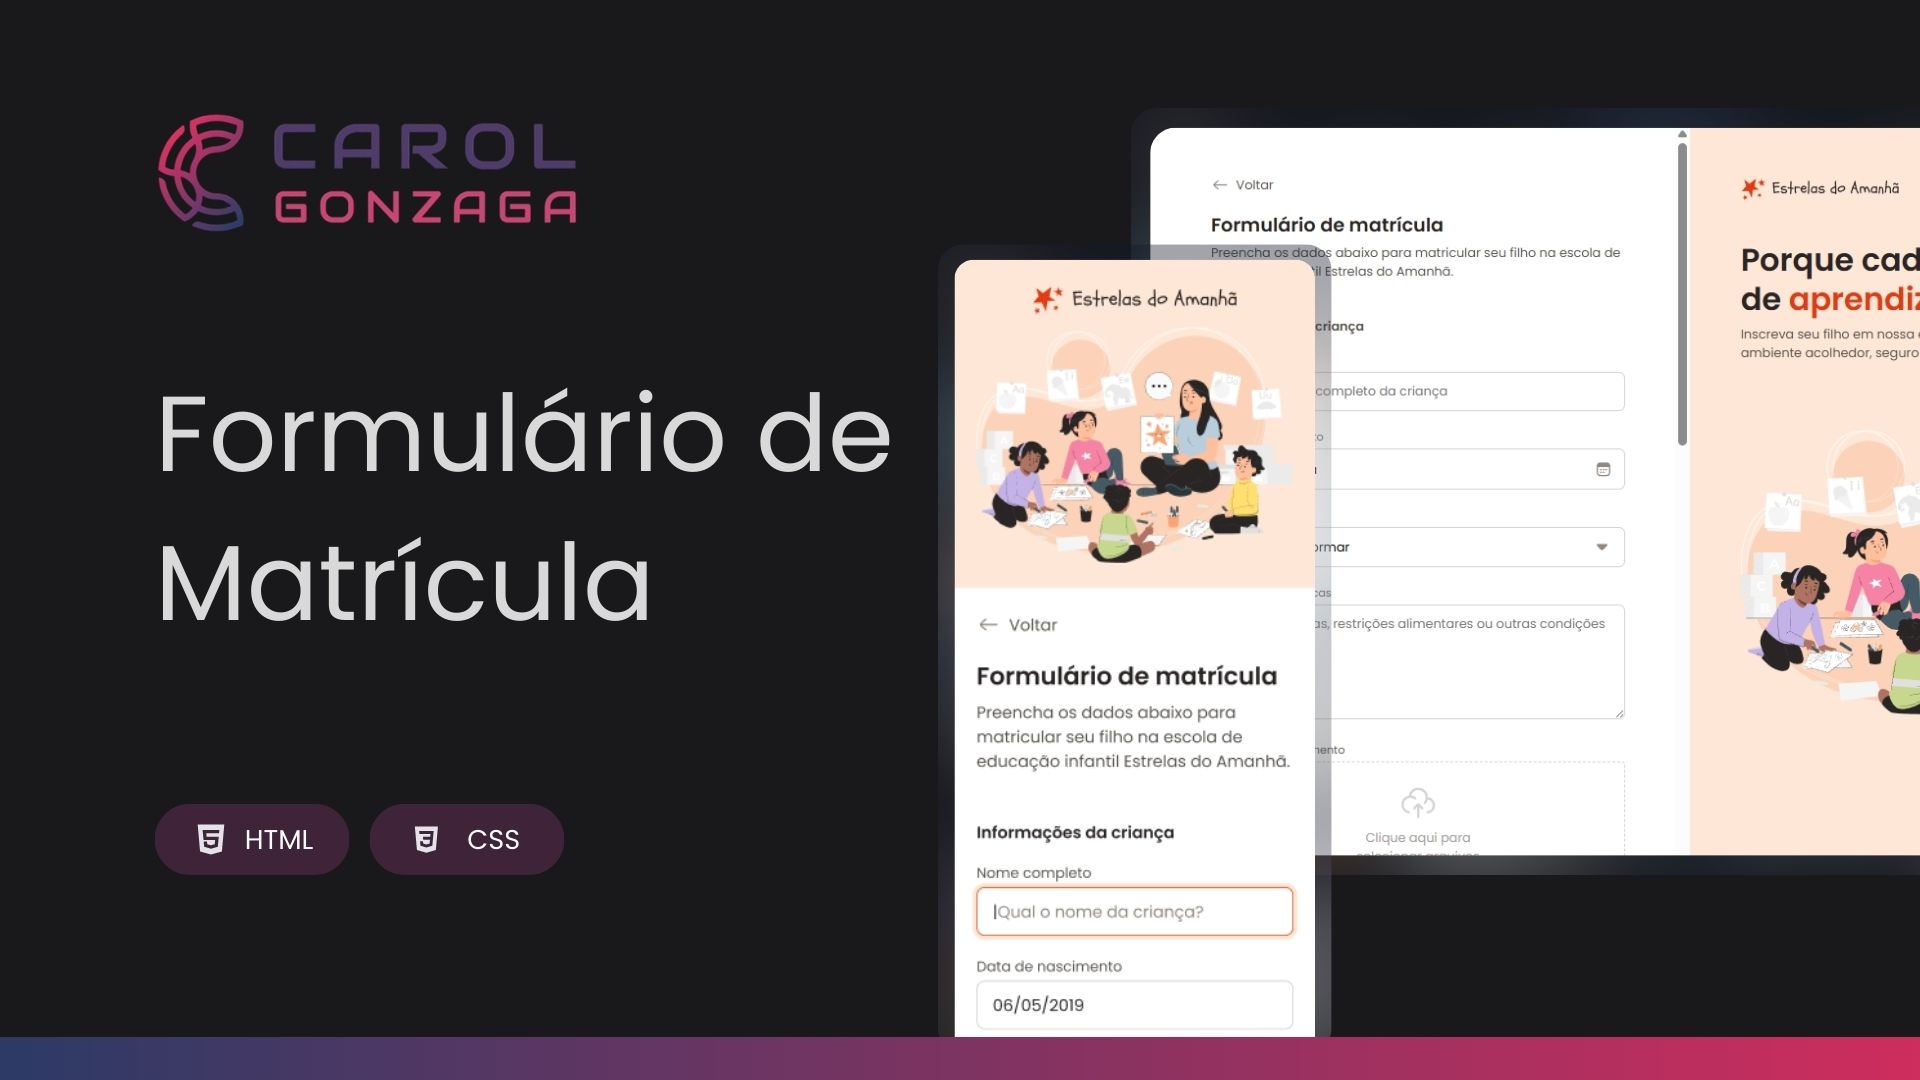 CAROL
GONZAGA
Formulário de
Matrícula
HTML
CSS
Estrelas do Amanhã
Voltar
Formulário de matrícula
Preencha os dados abaixo para
matricular seu filho na escola de
educação infantil Estrelas do Amanhã.
Informações da criança
Nome completo
Qual o nome da criança?
Data de nascimento
06/05/2019
Voltar
Formulário de matrícula
Preencha os dados abaixo para matricular seu filho na escola de
Estrelas do Amanhã.
criança
completo da criança
restrições alimentares ou outras condições
Clique aqui para
Estrelas do Amanhã
Porque cad
de aprendiz
Inscreva seu filho em nossa
ambiente acolhedor, seguro